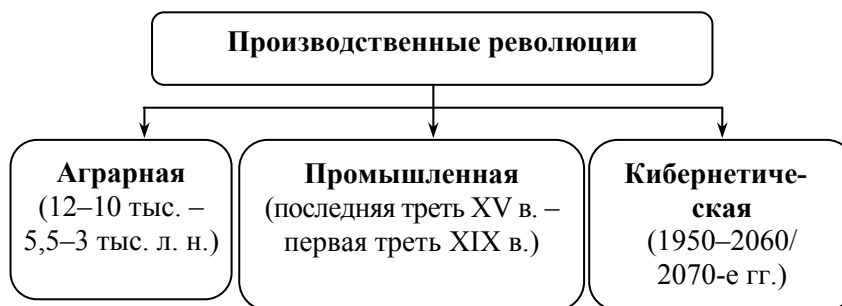 Производственные революции
Аграрная
(12–10 тыс. –
5,5–3 тыс. л. н.)
Промышленная
(последняя треть XV в. –
первая треть XIX в.)
Кибернетиче-
ская
(1950–2060/
2070-е гг.)